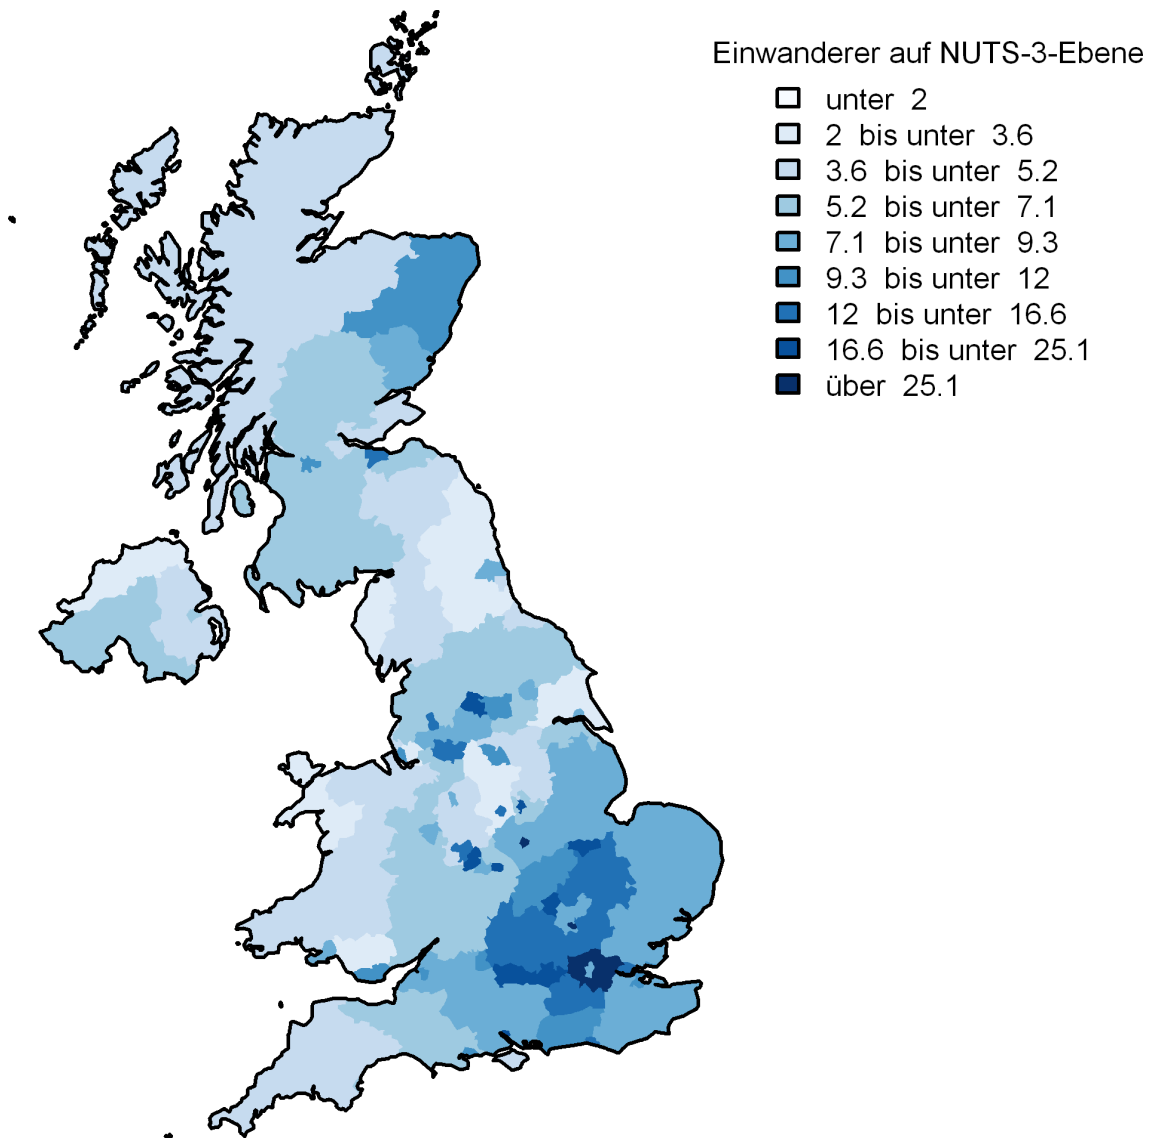 Einwanderer auf NUTS-3-Ebene
unter 2
2 bis unter 3.6
3.6 bis unter 5.2
5.2 bis unter 7.1
7.1 bis unter 9.3
9.3 bis unter 12
12 bis unter 16.6
16.6 bis unter 25.1
über 25.1